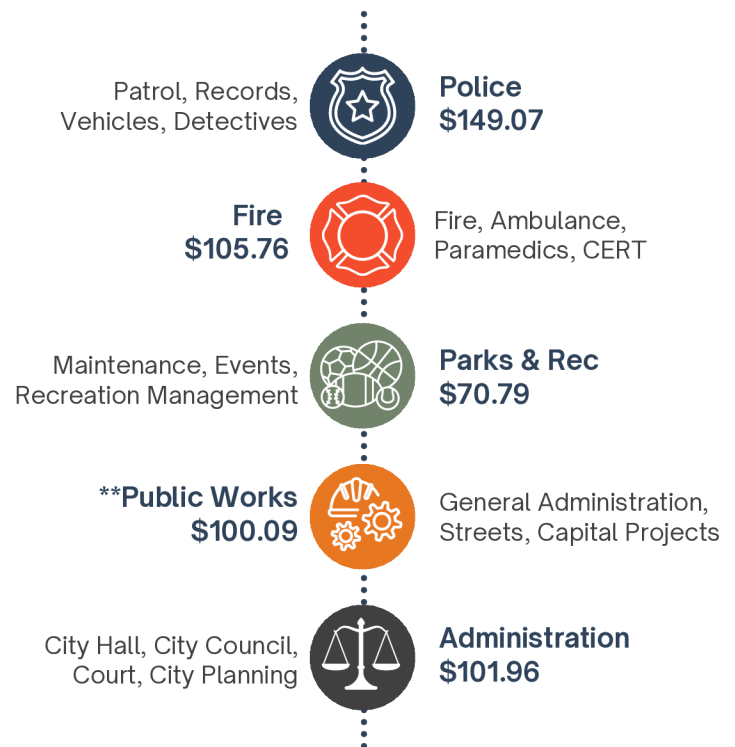 Patrol, Records,
Vehicles, Detectives
Police
$149.07
Fire
$105.76
Fire, Ambulance,
Paramedics, CERT
Maintenance, Events,
Recreation Management
Parks & Rec
$70.79
**Public Works
$100.09
General Administration,
Streets, Capital Projects
City Hall, City Council,
Court, City Planning
Administration
$101.96